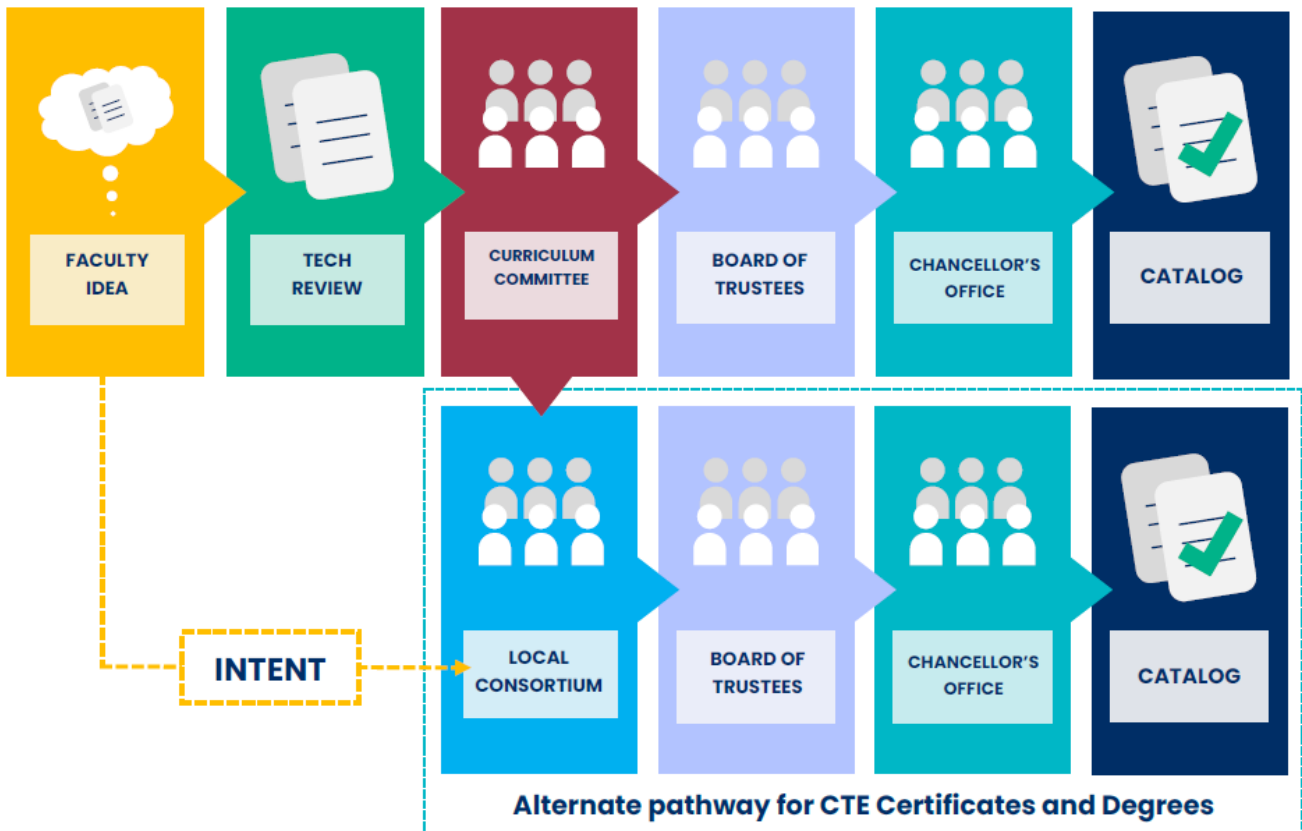 FACULTY
IDEA
TECH
REVIEW
CURRICULUM
COMMITTEE
BOARD OF
TRUSTEES
CHANCELLOR'S
OFFICE
CATALOG
INTENT
LOCAL
CONSORTIUM
BOARD OF
TRUSTEES
CHANCELLOR'S
OFFICE
CATALOG
Alternate pathway for CTE Certificates and Degrees